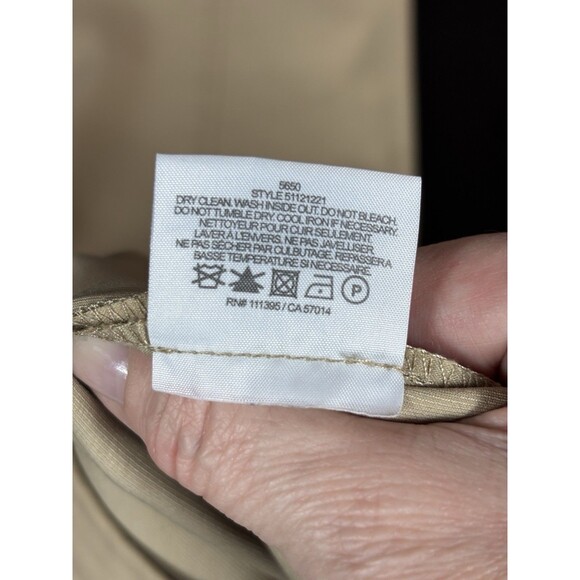 5650
STYLE 51121221
DRY CLEAN. WASH INSIDE OUT. DO NOT BLEACH.
DO NOT TUMBLE DRY. COOL IRON IF NECESSARY.
NETTOYAGE POUR CUIR SEULEMENT.
LAVER À L'ENVERS. NE PAS JAVELLISER.
NE PAS SÉCHER PAR CULBUTAGE. REPASSER A
BASSE TEMPÉRATURE SI NÉCESSAIRE.
P
RN# 111395 / CA 57014